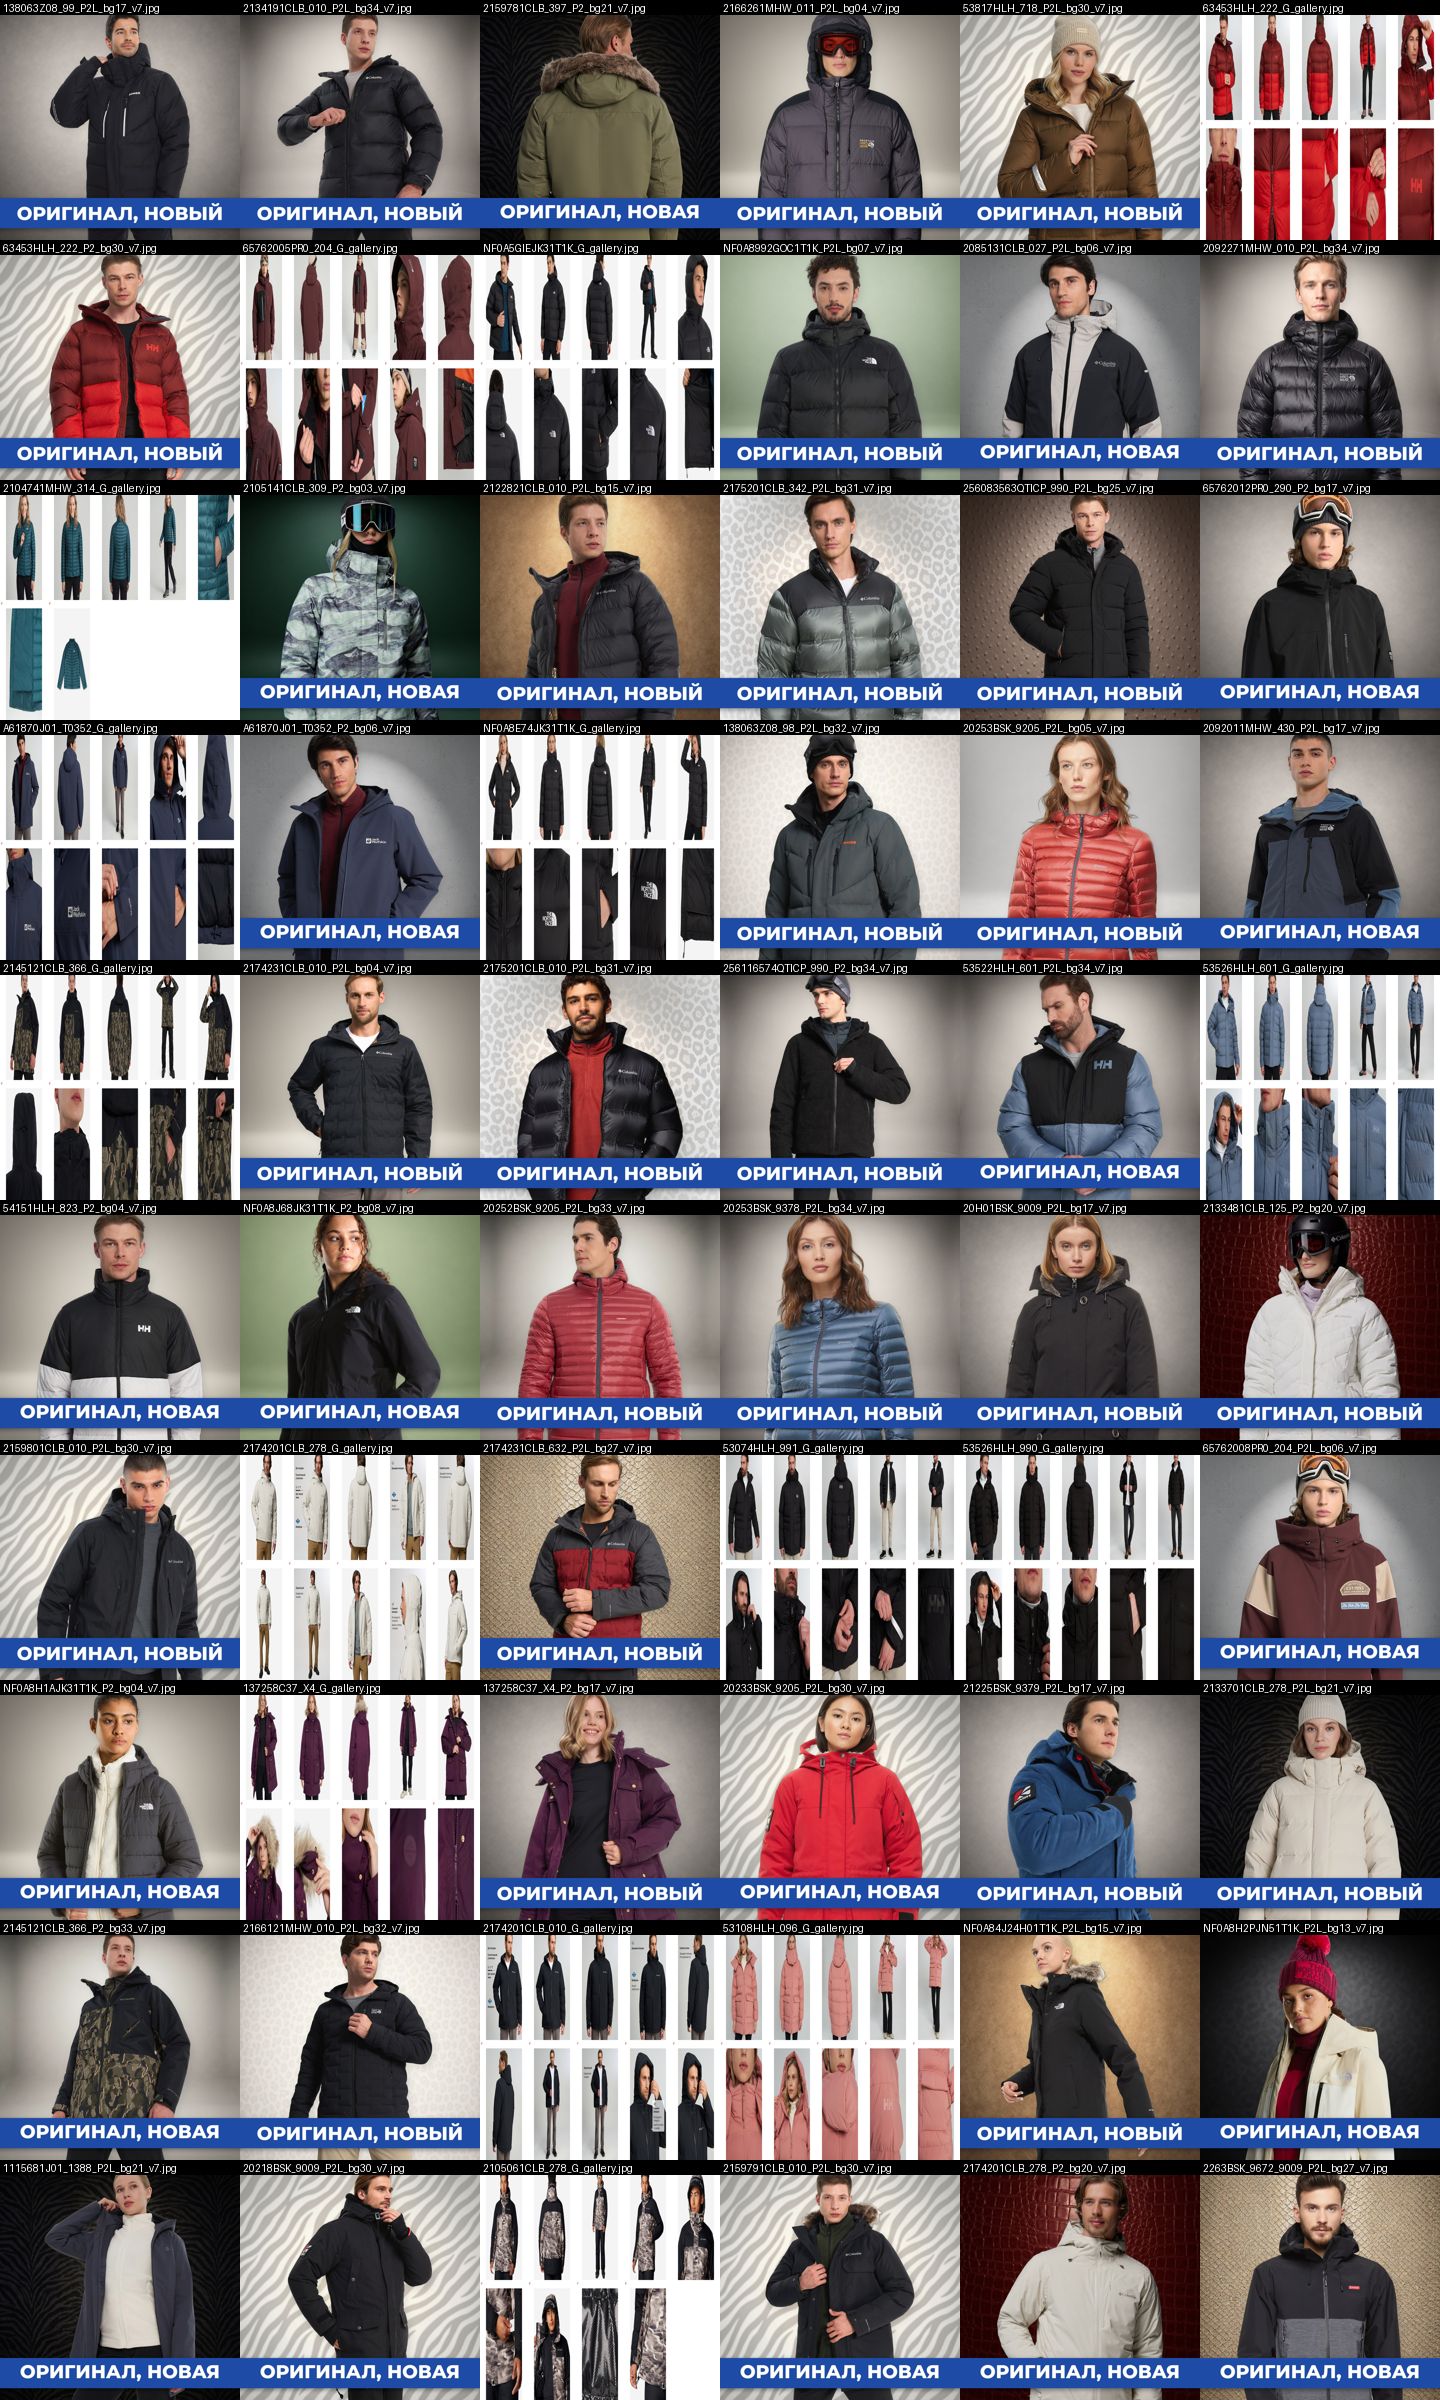 138063Z08_99_P2L_bg17_v7.jpg
2134191CLB_010_P2L_bg34_v7.jpg
2159781CLB_397_P2_bg21_v7.jpg
2166261MHW_011_P2L_bg04_v7.jpg
53817HLH_718_P2L_bg30_v7.jpg
63453HLH_222_G_gallery.jpg
ОРИГИНАЛ, НОВЫЙ
ОРИГИНАЛ, НОВЫЙ
ОРИГИНАЛ, НОВАЯ
ОРИГИНАЛ, НОВЫЙ
ОРИГИНАЛ, НОВЫЙ
63453HLH_222_P2_bg30_v7.jpg
65762005PR0_204_G_gallery.jpg
NF0A5GIEJK31T1K_G_gallery.jpg
NF0A8992GOC1T1K_P2L_bg07_v7.jpg
2085131CLB_027_P2L_bg06_v7.jpg
2092271MHW_010_P2L_bg34_v7.jpg
ОРИГИНАЛ, НОВЫЙ
ОРИГИНАЛ, НОВЫЙ
ОРИГИНАЛ, НОВАЯ
ОРИГИНАЛ, НОВЫЙ
2104741MHW_314_G_gallery.jpg
2105141CLB_309_P2_bg03_v7.jpg
2122821CLB_010_P2L_bg15_v7.jpg
2175201CLB_342_P2L_bg31_v7.jpg
256083563QTICP_990_P2L_bg25_v7.jpg
65762012PR0_290_P2_bg17_v7.jpg
ОРИГИНАЛ, НОВАЯ
ОРИГИНАЛ, НОВЫЙ
ОРИГИНАЛ, НОВЫЙ
ОРИГИНАЛ, НОВЫЙ
ОРИГИНАЛ, НОВАЯ
A61870J01_T0352_G_gallery.jpg
A61870J01_T0352_P2_bg06_v7.jpg
NF0A8E74JK31T1K_G_gallery.jpg
138063Z08_98_P2L_bg32_v7.jpg
20253BSK_9205_P2L_bg05_v7.jpg
2092011MHW_430_P2L_bg17_v7.jpg
ОРИГИНАЛ, НОВАЯ
ОРИГИНАЛ, НОВЫЙ
ОРИГИНАЛ, НОВЫЙ
ОРИГИНАЛ, НОВАЯ
2145121CLB_366_G_gallery.jpg
2174231CLB_010_P2L_bg04_v7.jpg
2175201CLB_010_P2L_bg31_v7.jpg
256116574QTICP_990_P2_bg34_v7.jpg
53522HLH_601_P2L_bg34_v7.jpg
53526HLH_601_G_gallery.jpg
ОРИГИНАЛ, НОВЫЙ
ОРИГИНАЛ, НОВЫЙ
ОРИГИНАЛ, НОВЫЙ
ОРИГИНАЛ, НОВАЯ
54151HLH_823_P2_bg04_v7.jpg
NF0A8J68JK31T1K_P2_bg08_v7.jpg
20252BSK_9205_P2L_bg33_v7.jpg
20253BSK_9378_P2L_bg34_v7.jpg
20H01BSK_9009_P2L_bg17_v7.jpg
2133481CLB_125_P2_bg20_v7.jpg
ОРИГИНАЛ, НОВАЯ
ОРИГИНАЛ, НОВАЯ
ОРИГИНАЛ, НОВЫЙ
ОРИГИНАЛ, НОВЫЙ
ОРИГИНАЛ, НОВЫЙ
ОРИГИНАЛ, НОВЫЙ
2159801CLB_010_P2L_bg30_v7.jpg
2174201CLB_278_G_gallery.jpg
2174231CLB_632_P2L_bg27_v7.jpg
53074HLH_991_G_gallery.jpg
53526HLH_990_G_gallery.jpg
65762008PR0_204_P2L_bg06_v7.jpg
ОРИГИНАЛ, НОВЫЙ
ОРИГИНАЛ, НОВЫЙ
ОРИГИНАЛ, НОВАЯ
NF0A8H1AJK31T1K_P2_bg04_v7.jpg
137258C37_X4_G_gallery.jpg
137258C37_X4_P2_bg17_v7.jpg
20233BSK_9205_P2L_bg30_v7.jpg
21225BSK_9379_P2L_bg17_v7.jpg
2133701CLB_278_P2L_bg21_v7.jpg
ОРИГИНАЛ, НОВАЯ
ОРИГИНАЛ, НОВЫЙ
ОРИГИНАЛ, НОВАЯ
ОРИГИНАЛ, НОВЫЙ
ОРИГИНАЛ, НОВЫЙ
2145121CLB_366_P2_bg33_v7.jpg
2166121MHW_010_P2L_bg32_v7.jpg
2174201CLB_010_G_gallery.jpg
53108HLH_096_G_gallery.jpg
NF0A84J24H01T1K_P2L_bg15_v7.jpg
NF0A8H2PJN51T1K_P2L_bg13_v7.jpg
ОРИГИНАЛ, НОВАЯ
ОРИГИНАЛ, НОВЫЙ
ОРИГИНАЛ, НОВЫЙ
ОРИГИНАЛ, НОВАЯ
1115681J01_1388_P2L_bg21_v7.jpg
20218BSK_9009_P2L_bg30_v7.jpg
2105061CLB_278_G_gallery.jpg
2159791CLB_010_P2L_bg30_v7.jpg
2174201CLB_278_P2_bg20_v7.jpg
2263BSK_9672_9009_P2L_bg27_v7.jpg
ОРИГИНАЛ, НОВАЯ
ОРИГИНАЛ, НОВАЯ
ОРИГИНАЛ, НОВАЯ
ОРИГИНАЛ, НОВАЯ
ОРИГИНАЛ, НОВАЯ